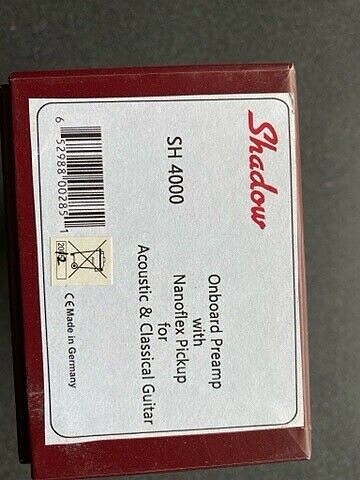 Shadow
SH 4000
Onboard Preamp
with
Nanoflex Pickup
for
Acoustic & Classical Guitar
6 52988 00285 1
CE Made in Germany